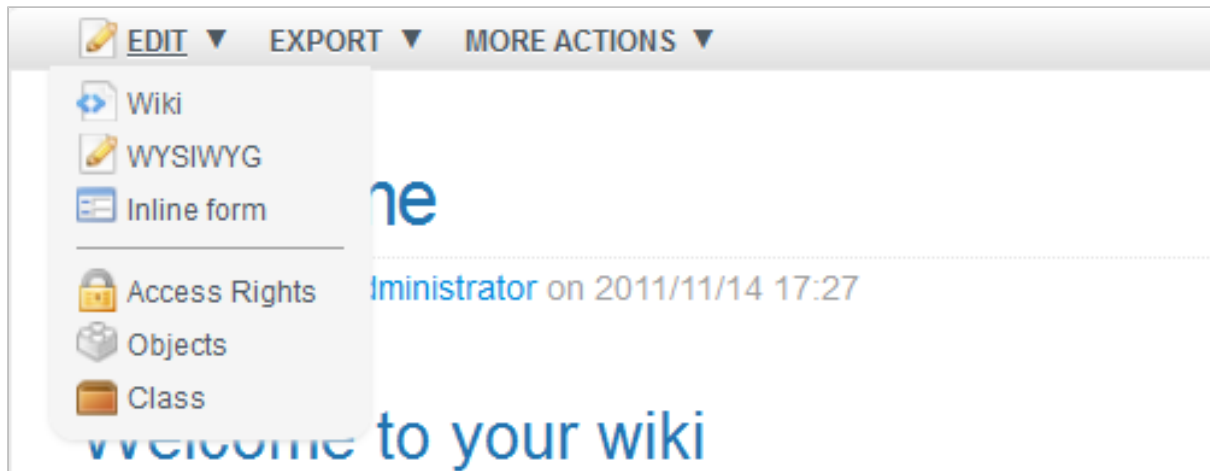 EDIT ▼ EXPORT ▼ MORE ACTIONS ▼
Wiki
WYSIWYG
Inline form
Access Rights
on 2011/11/14 17:27
Objects
Class
Welcome to your wiki